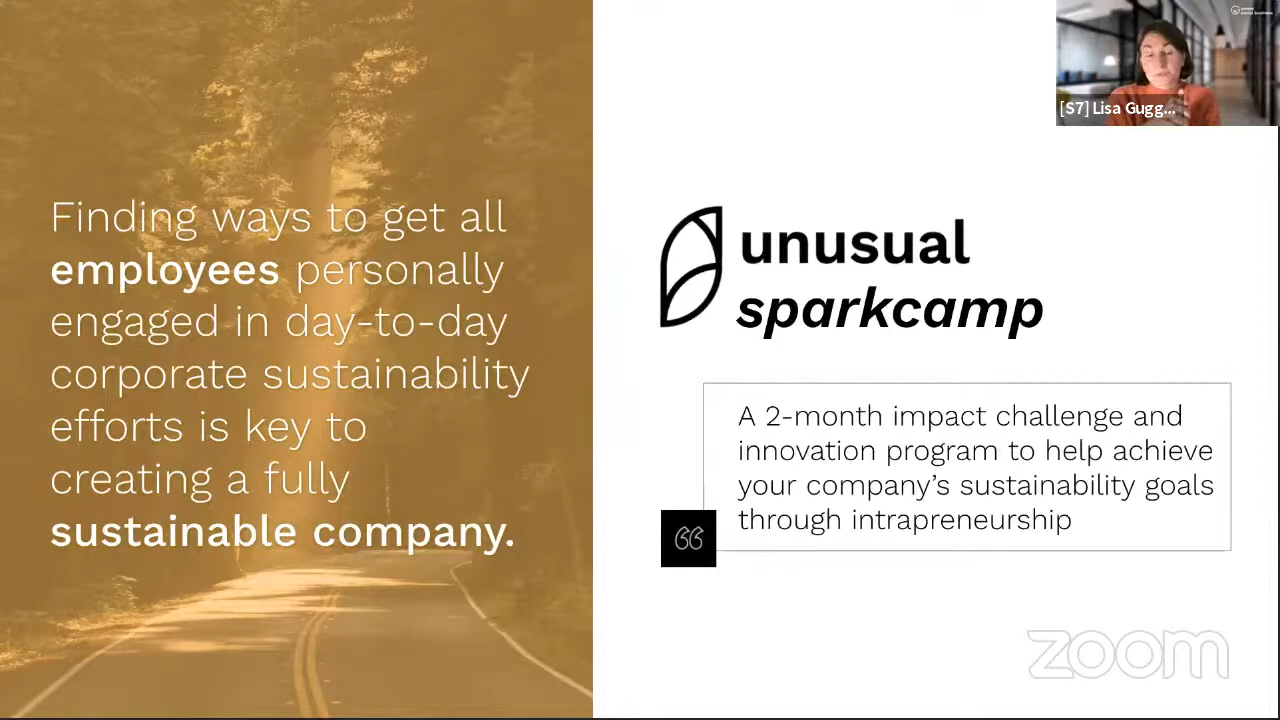 Finding ways to get all
employees personally
engaged in day-to-day
corporate sustainability
efforts is key to
creating a fully
sustainable company.
[S7] Lisa Gugg...
unusual
sparkcamp
A 2-month impact challenge and
innovation program to help achieve
your company’s sustainability goals
through intrapreneurship
zoom